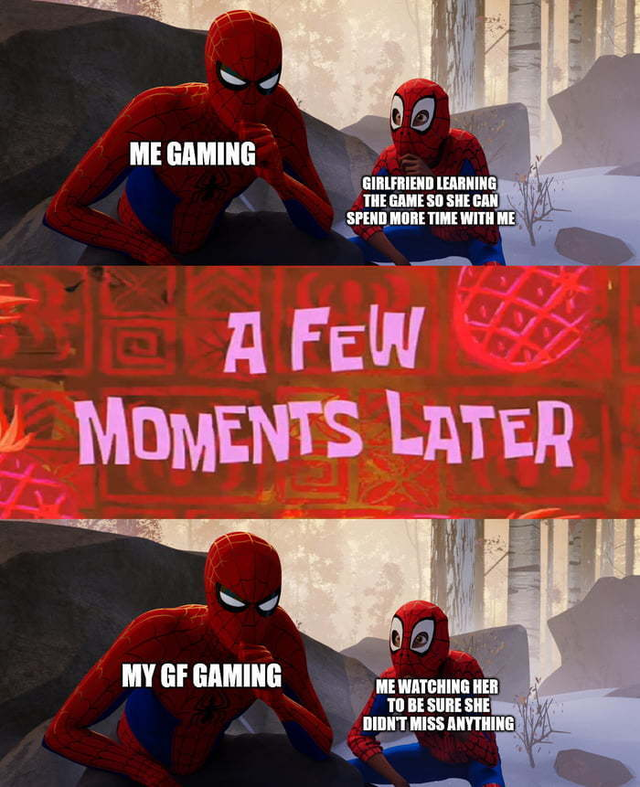 ME GAMING
GIRLFRIEND LEARNING
THE GAME SO SHE CAN
SPEND MORE TIME WITH ME
A FEW
MOMENTS LATER
MY GF GAMING
ME WATCHING HER
TO BE SURE SHE
DIDN'T MISS ANYTHING